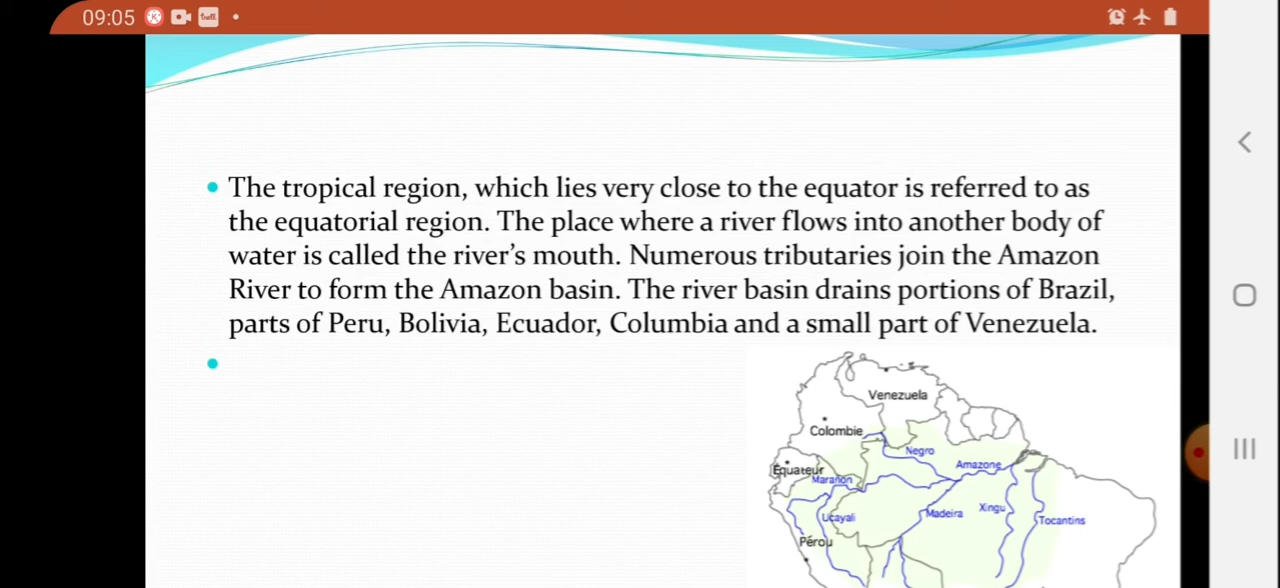 09:05
The tropical region, which lies very close to the equator is referred to as
the equatorial region. The place where a river flows into another body of
water is called the river's mouth. Numerous tributaries join the Amazon
River to form the Amazon basin. The river basin drains portions of Brazil,
parts of Peru, Bolivia, Ecuador, Columbia and a small part of Venezuela.
Venezuela
Colombie
Negro
Équateur
Amazone
Marañón
Ucayali
Madeira
Xingu
Tocantins
Pérou